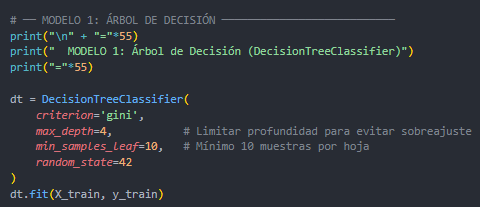 # — MODELO 1: ÁRBOL DE DECISIÓN ——————————————
print("\n" + "="*55)
print("  MODELO 1: Árbol de Decisión (DecisionTreeClassifier)")
print("="*55)
dt = DecisionTreeClassifier(
    criterion='gini',
    max_depth=4,          # Limitar profundidad para evitar sobreajuste
    min_samples_leaf=10,  # Mínimo 10 muestras por hoja
    random_state=42
)
dt.fit(X_train, y_train)